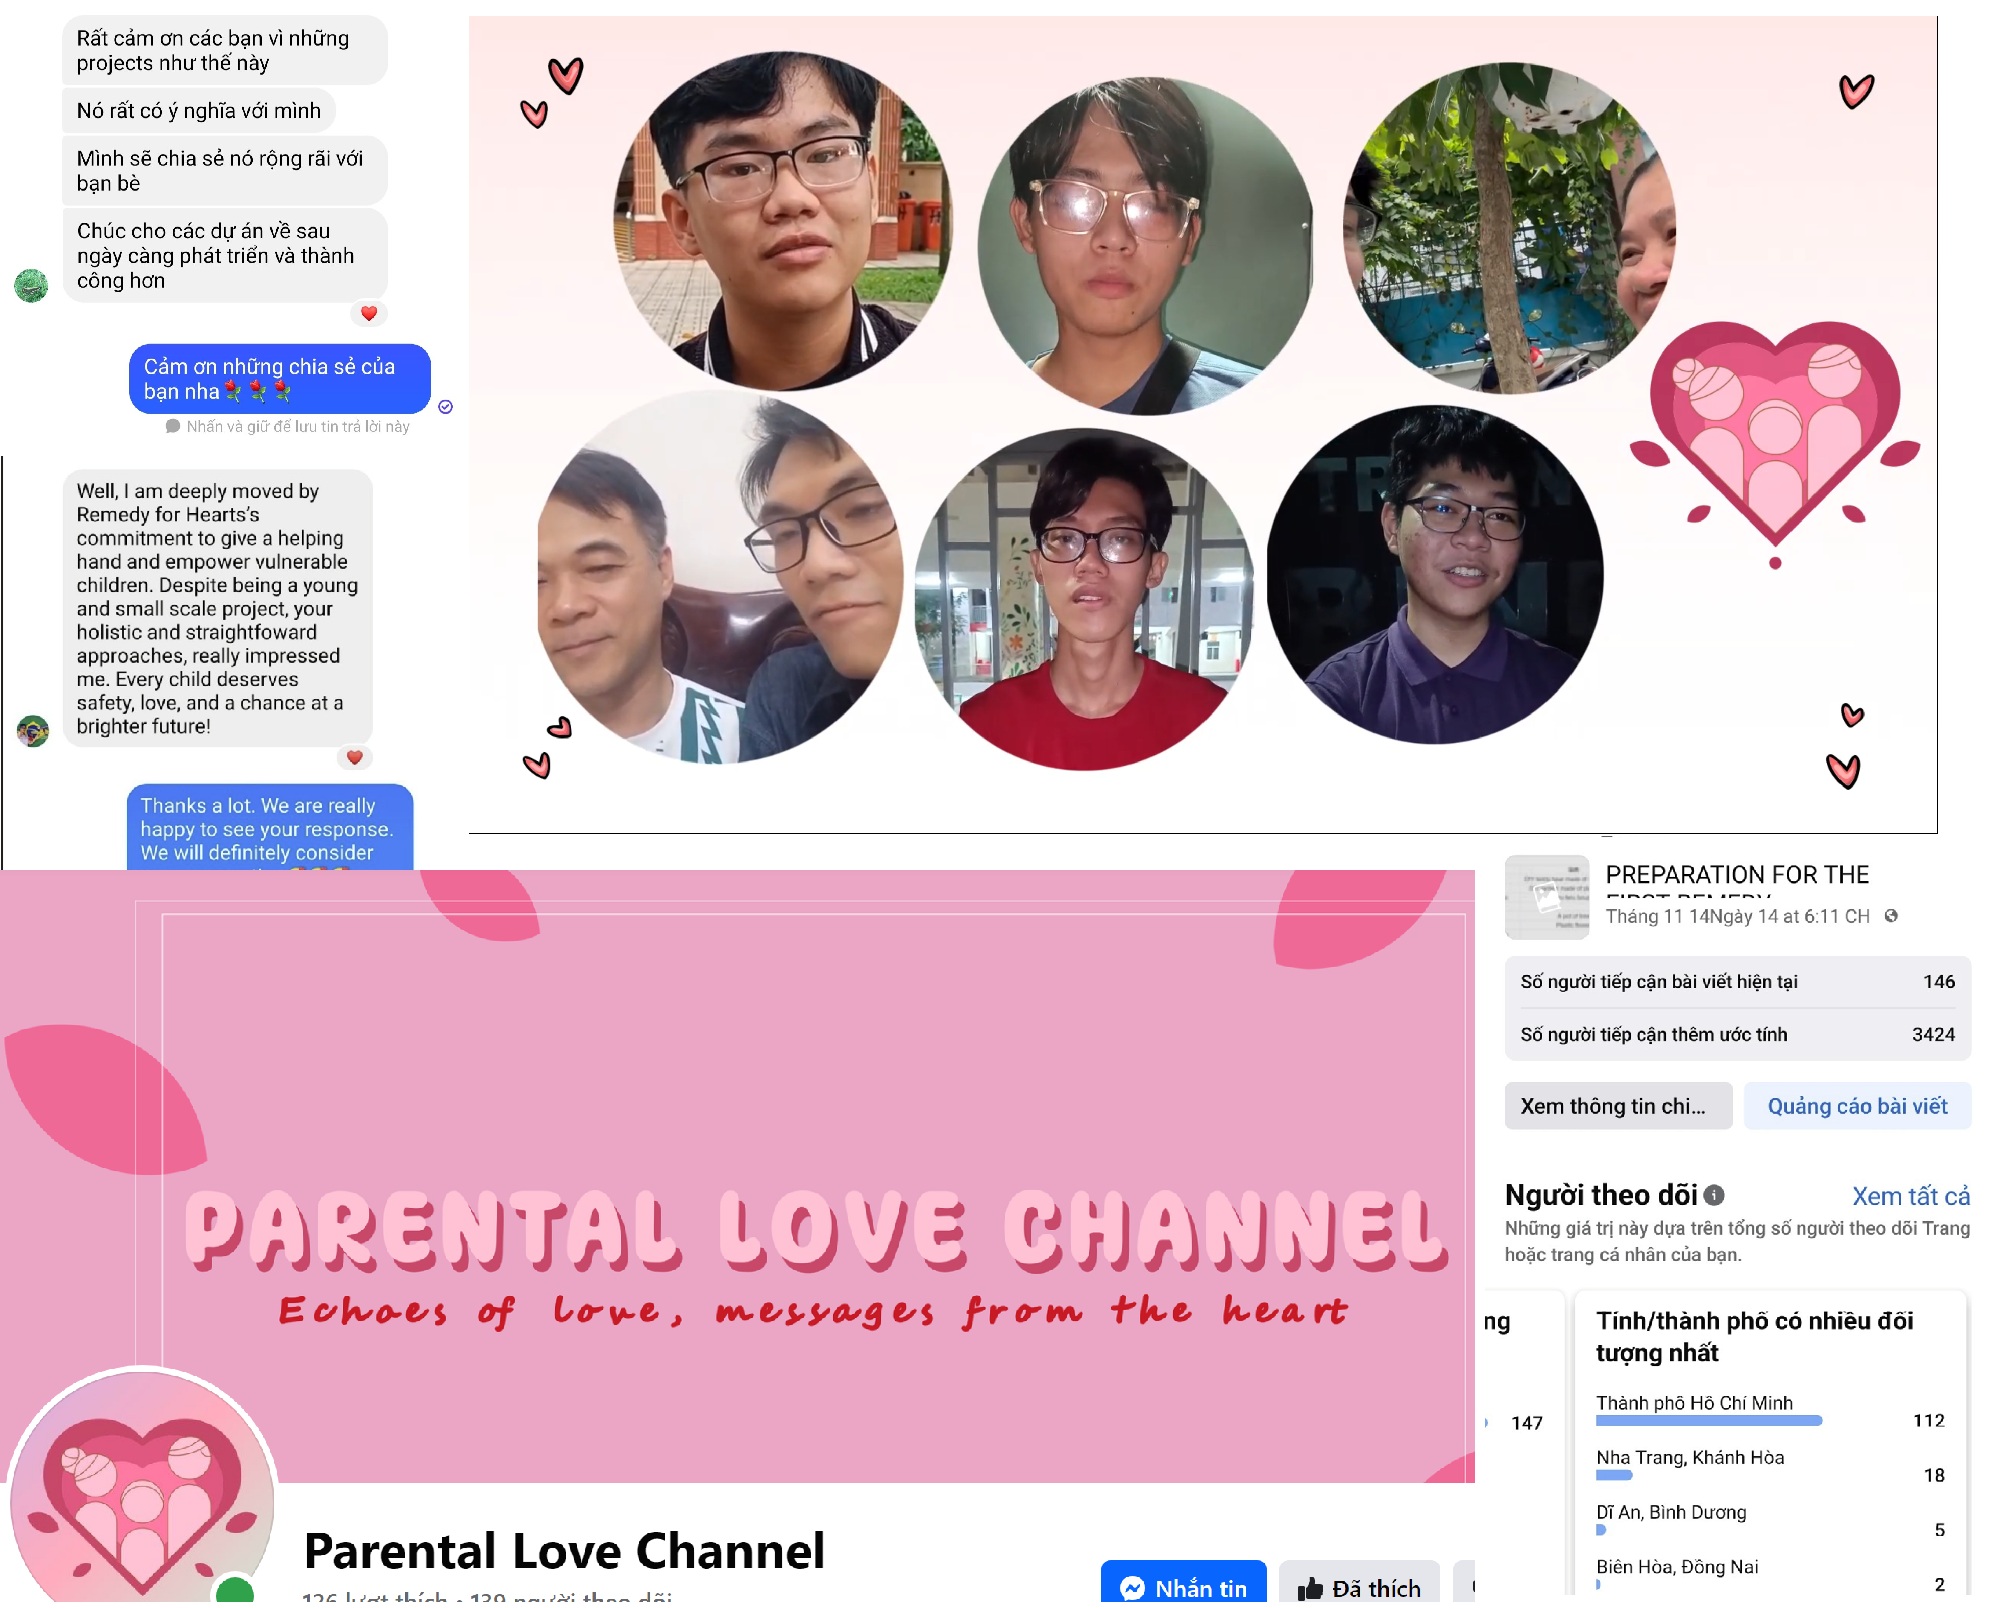 Rất cảm ơn các bạn vì những
projects như thế này
Nó rất có ý nghĩa với mình
Mình sẽ chia sẻ nó rộng rãi với
bạn bè
Chúc cho các dự án về sau
ngày càng phát triển và thành
công hơn
Cảm ơn những chia sẻ của
bạn nha🌹🌹🌹
Nhấn và giữ để lưu tin trả lời này
Well, I am deeply moved by
Remedy for Hearts's
commitment to give a helping
hand and empower vulnerable
children. Despite being a young
and small scale project, your
holistic and straightfoward
approaches, really impressed
me. Every child deserves
safety, love, and a chance at a
brighter future!
Thanks a lot. We are really
happy to see your response.
We will definitely consider
PARENTAL LOVE CHANNEL
Echoes of love, messages from the heart
Parental Love Channel
126 lượt thích • 139 người theo dõi
Nhắn tin
Đã thích
PREPARATION FOR THE
FIRST REMEDY
Tháng 11 14Ngày 14 at 6:11 CH
Số người tiếp cận bài viết hiện tại 146
Số người tiếp cận thêm ước tính 3424
Xem thông tin chi...
Quảng cáo bài viết
Người theo dõi
Xem tất cả
Những giá trị này dựa trên tổng số người theo dõi Trang
hoặc trang cá nhân của bạn.
ng
147
Tỉnh/thành phố có nhiều đối
tượng nhất
Thành phố Hồ Chí Minh
112
Nha Trang, Khánh Hòa
18
Dĩ An, Bình Dương
5
Biên Hòa, Đồng Nai
2